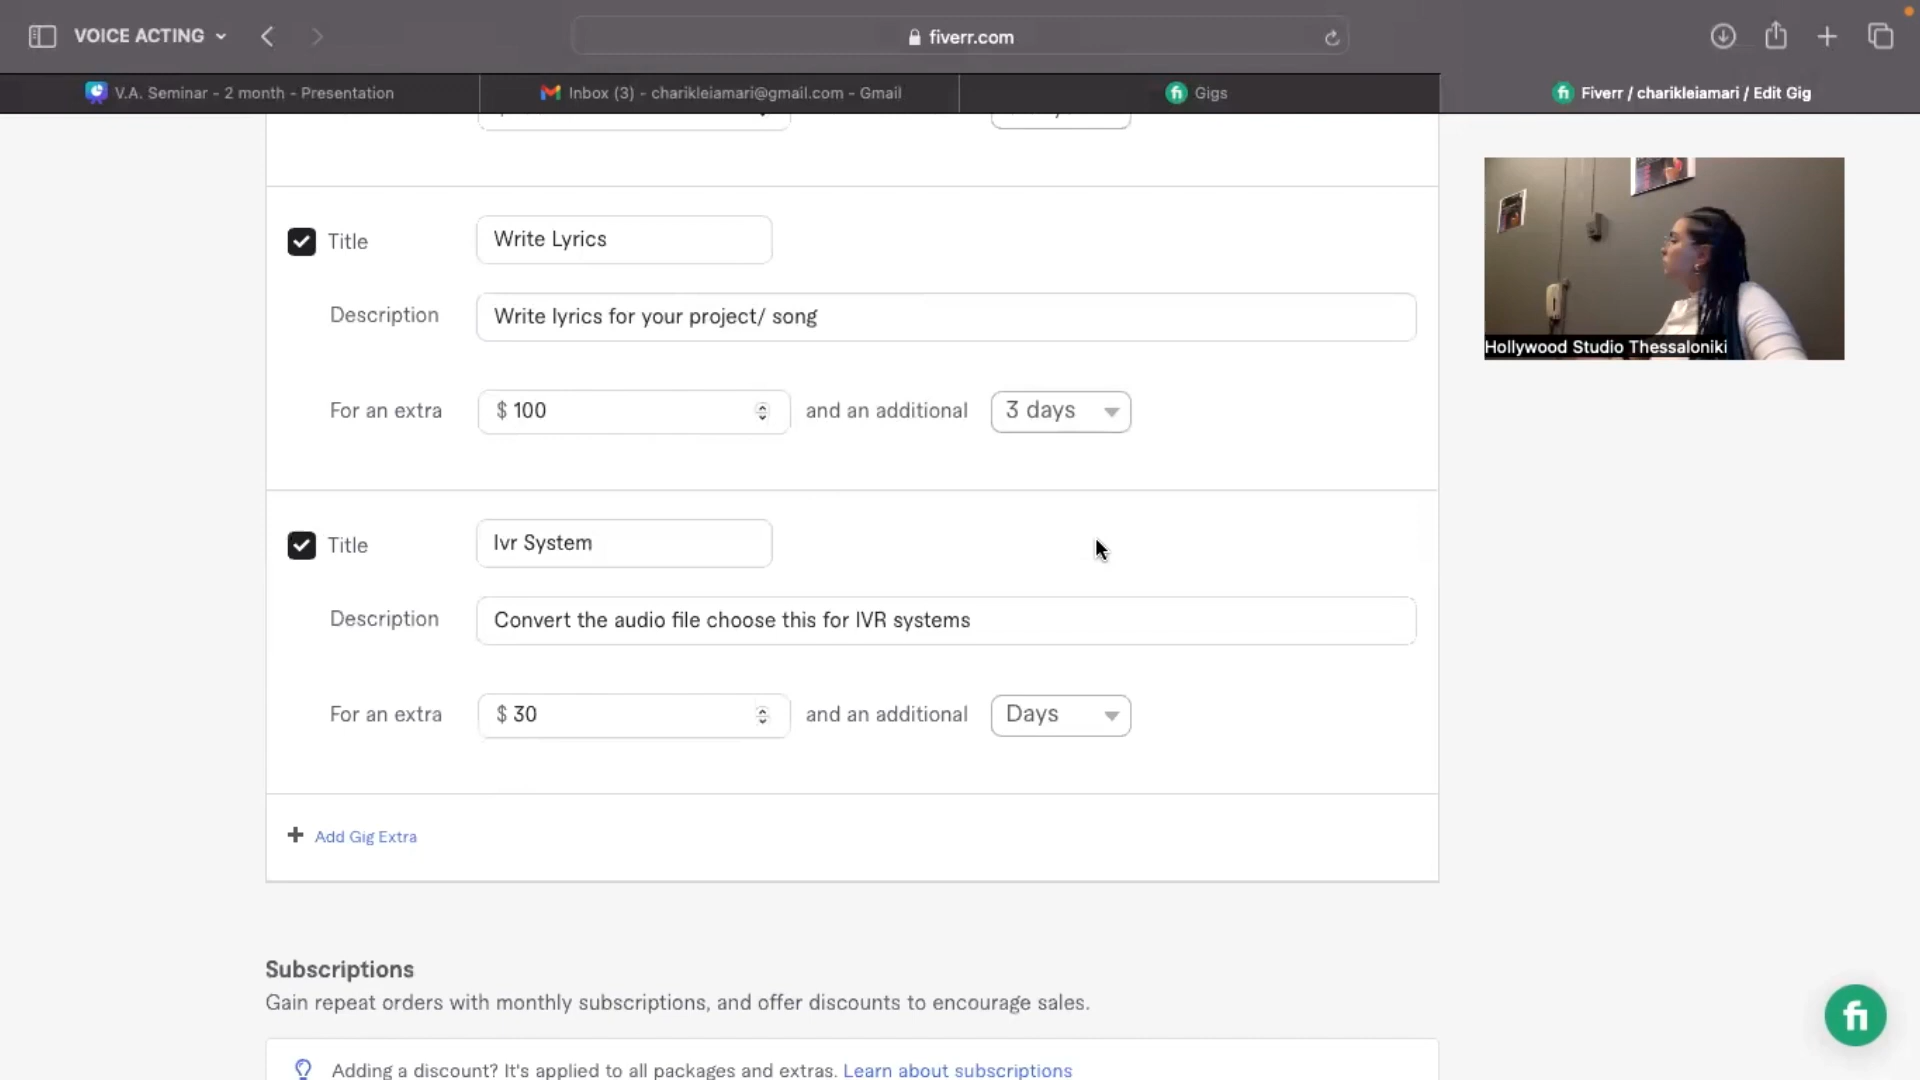 VOICE ACTING
fiverr.com
V.A. Seminar - 2 month - Presentation
Inbox (3) - charikleiamari@gmail.com - Gmail
Gigs
Fiverr / charikleiamari / Edit Gig
Title
Write Lyrics
Description
Write lyrics for your project/ song
For an extra
$ 100
and an additional
3 days
Title
Ivr System
Description
Convert the audio file choose this for IVR systems
For an extra
$ 30
and an additional
Days
+ Add Gig Extra
Hollywood Studio Thessaloniki
Subscriptions
Gain repeat orders with monthly subscriptions, and offer discounts to encourage sales.
Adding a discount? It's applied to all packages and extras. Learn about subscriptions
fi